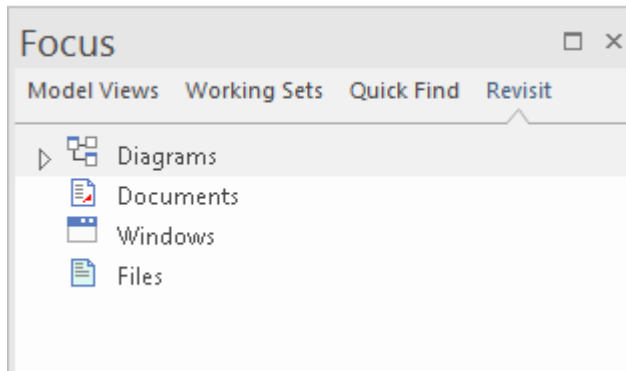 Focus
Model Views Working Sets Quick Find Revisit
Diagrams
Documents
Windows
Files